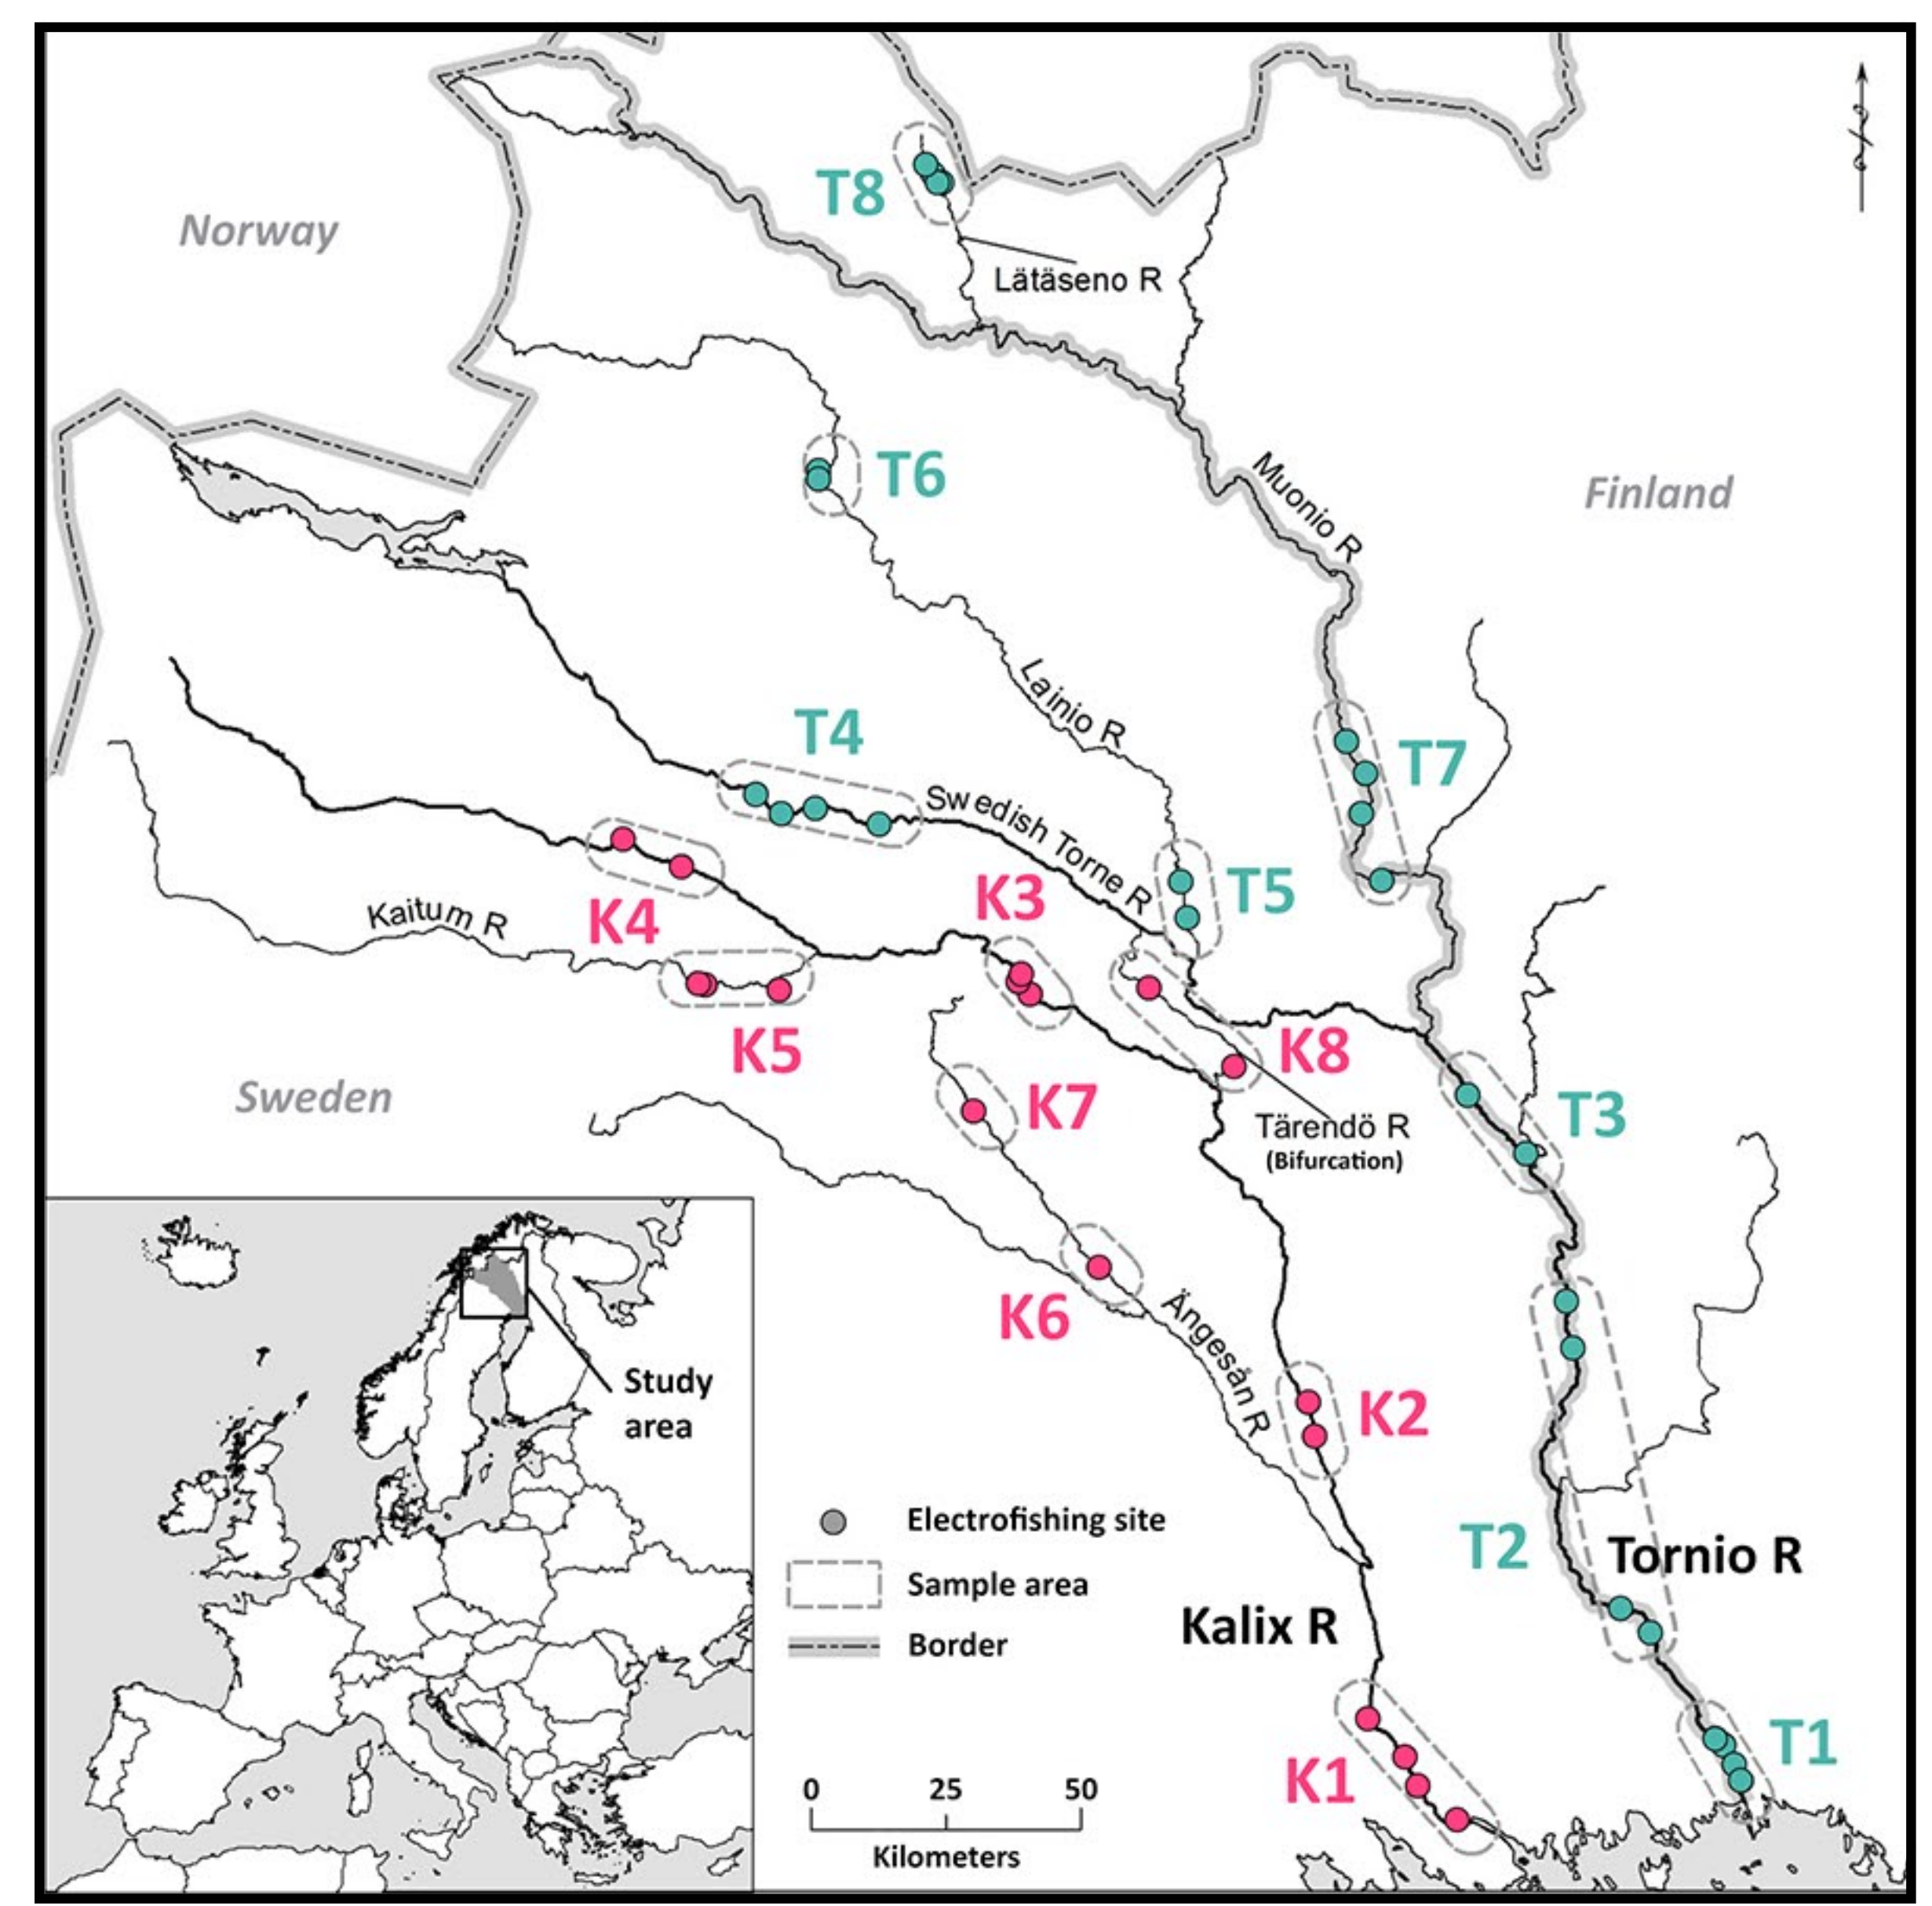 T8
Norway
Lätäseno R
T6
Muonio R
Finland
Lainio R
T4
T7
Swedish Torne R
T5
K3
Kaitum R
K4
K5
K8
Sweden
K7
T3
Tärendö R
(Bifurcation)
K6
Ängesån R
Study
area
K2
Electrofishing site
T2
Tornio R
Sample area
Kalix R
Border
T1
K1
0 25 50
Kilometers